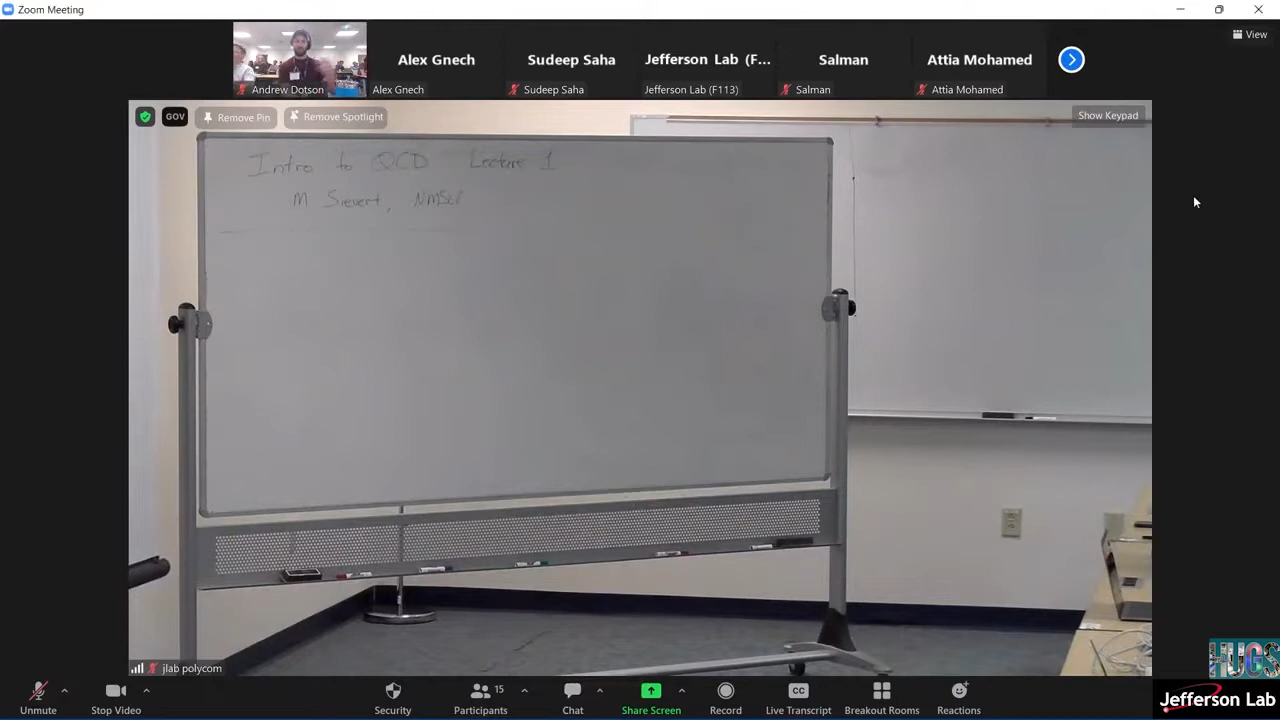 Zoom Meeting
View
Alex Gnech
Sudeep Saha
Jefferson Lab (F...
Salman
Attia Mohamed
Andrew Dotson
Alex Gnech
Sudeep Saha
Jefferson Lab (F113)
Salman
Attia Mohamed
GOV
Remove Pin
Remove Spotlight
Show Keypad
Intro to QCD Lecture 1
M Sievert, NMSU
jlab polycom
HUGS
Unmute
Stop Video
Security
Participants
15
Chat
Share Screen
Record
CC
Live Transcript
Breakout Rooms
Reactions
Jefferson Lab